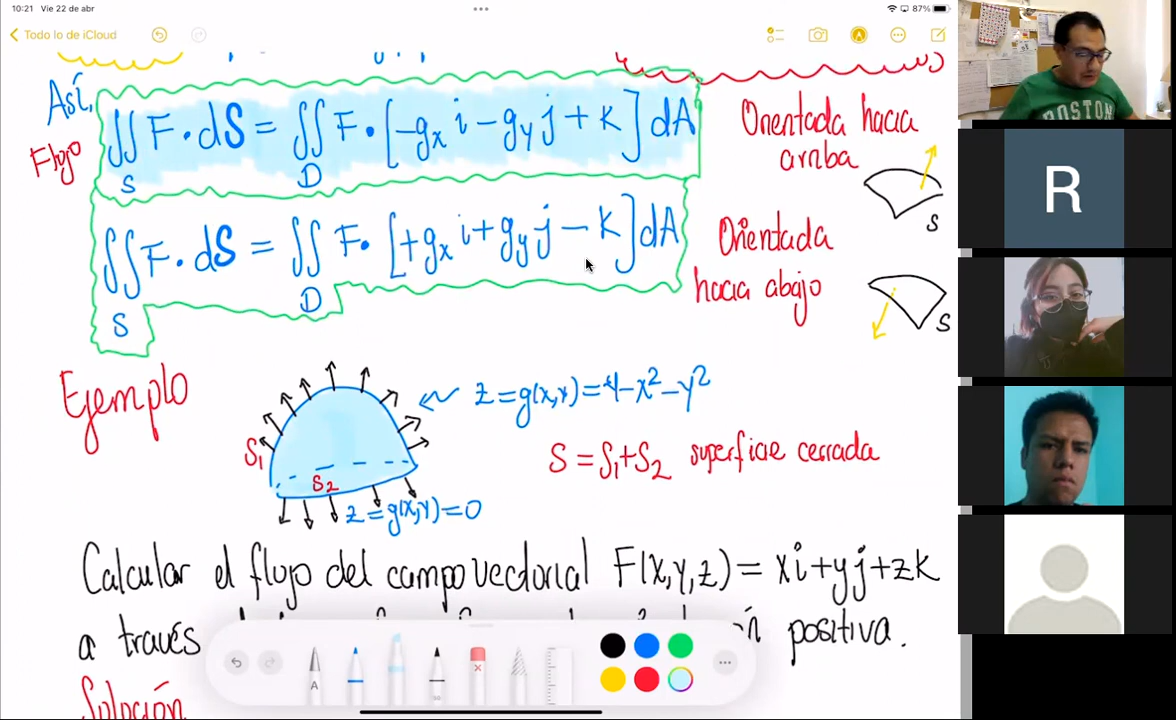 10:21 Vie 22 de abr
87%
Todo lo de iCloud
Así,
Flujo
∬F·dS = ∬F·[-gₓ i - g_y j + k] dA
S D
Orientada hacia
arriba
S
∬F·dS = ∬F·[+gₓ i + g_y j - k] dA
S D
Orientada
hacia abajo
S
Ejemplo
z = g(x,y) = 4-x²-y²
S₁
S₂
z = g(x,y) = 0
S = S₁+S₂ superficie cerrada
Calcular el flujo del campo vectorial F(x,y,z) = xi+yj+zk
a través
positiva.
Solución
A
BOSTON
R